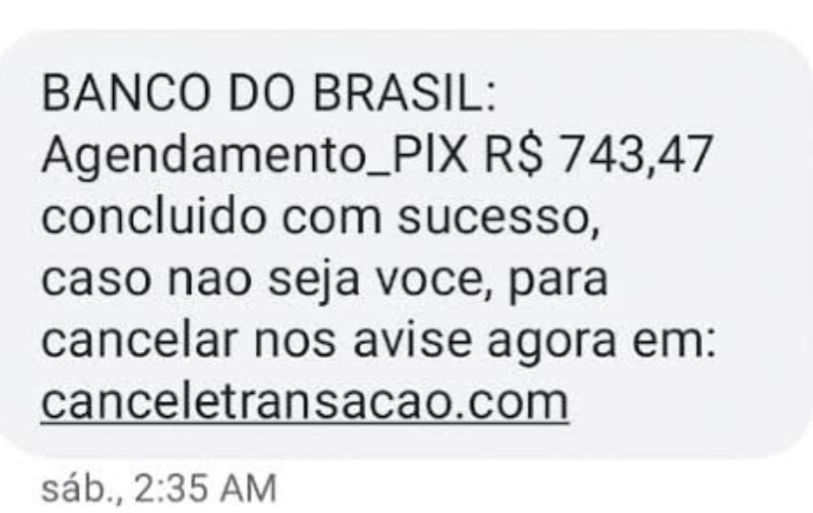 BANCO DO BRASIL:
Agendamento_PlX R$ 743,47
concluido com sucesso,
caso nao seja voce, para
cancelar nos avise agora em:
canceletransacao.com
sáb., 2:35 AM